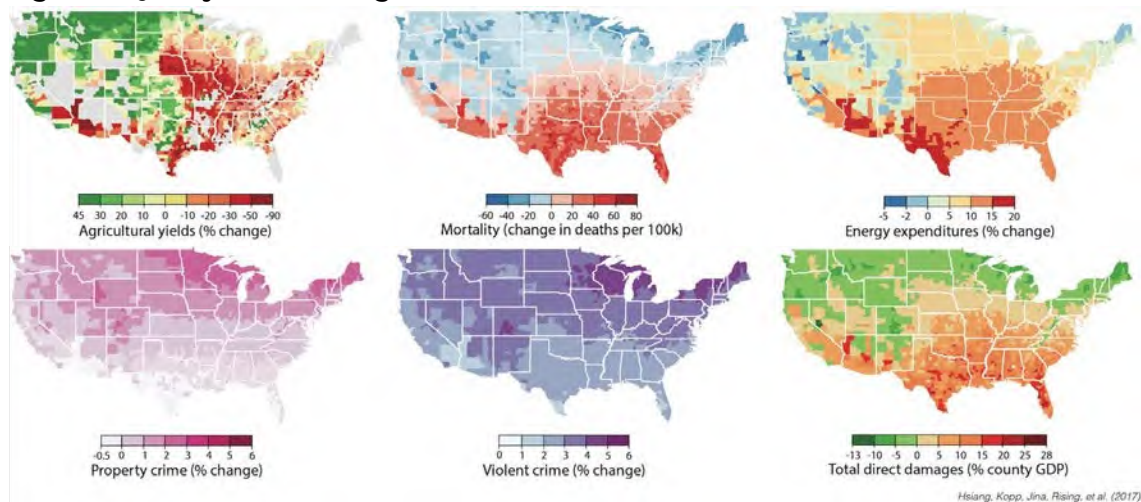 45 30 20 10 0 -10 -20 -30 -50 -90
Agricultural yields (% change)
-60 -40 -20 0 20 40 60 80
Mortality (change in deaths per 100k)
-5 -2 0 5 10 15 20
Energy expenditures (% change)
-0.5 0 1 2 3 4 5 6
Property crime (% change)
0 1 2 3 4 5 6
Violent crime (% change)
-13 -10 -5 0 5 10 15 20 25 28
Total direct damages (% county GDP)
Hsiang, Kopp, Jina, Rising, et al. (2017)